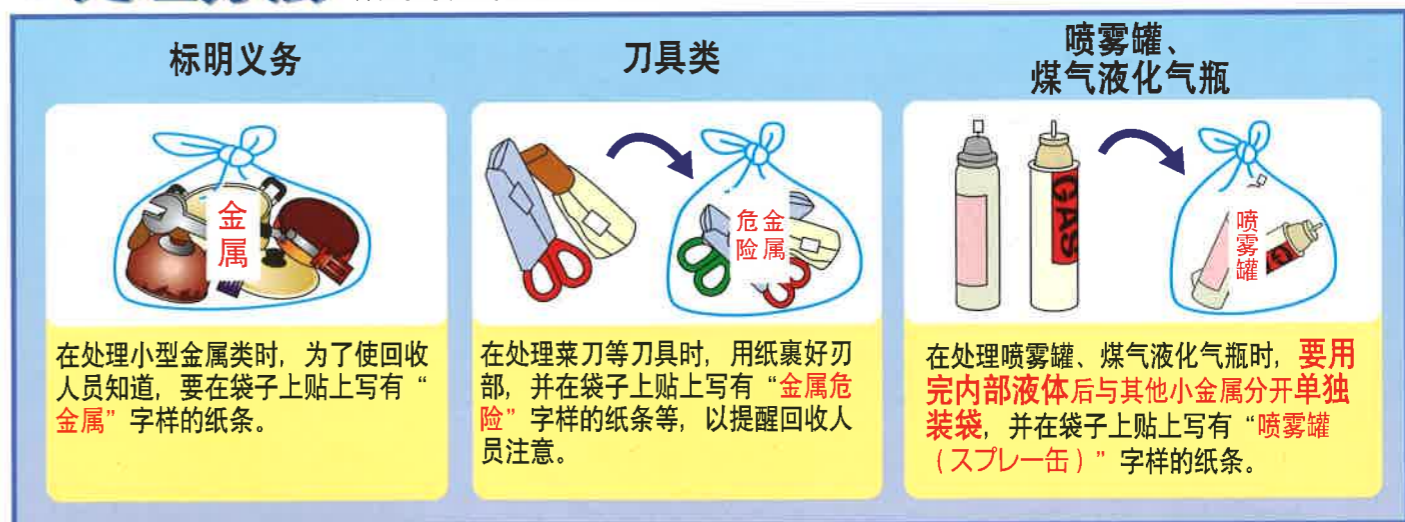 标明义务
金
属
在处理小型金属类时，为了使回收
人员知道，要在袋子上贴上写有“
金属”字样的纸条。
刀具类
金属
危险
在处理菜刀等刀具时，用纸裹好刃
部，并在袋子上贴上写有“金属危
险”字样的纸条等，以提醒回收人
员注意。
喷雾罐、
煤气液化气瓶
GAS
喷雾罐
GAS
在处理喷雾罐、煤气液化气瓶时，要用
完内部液体后与其他小金属分开单独
装袋，并在袋子上贴上写有“喷雾罐
（スプレー缶）”字样的纸条。